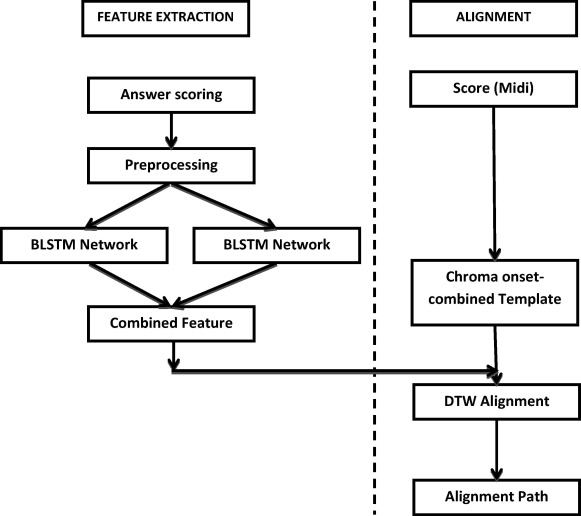 FEATURE EXTRACTION
ALIGNMENT
Answer scoring
Score (Midi)
Preprocessing
BLSTM Network
BLSTM Network
Chroma onset-
combined Template
Combined Feature
DTW Alignment
Alignment Path